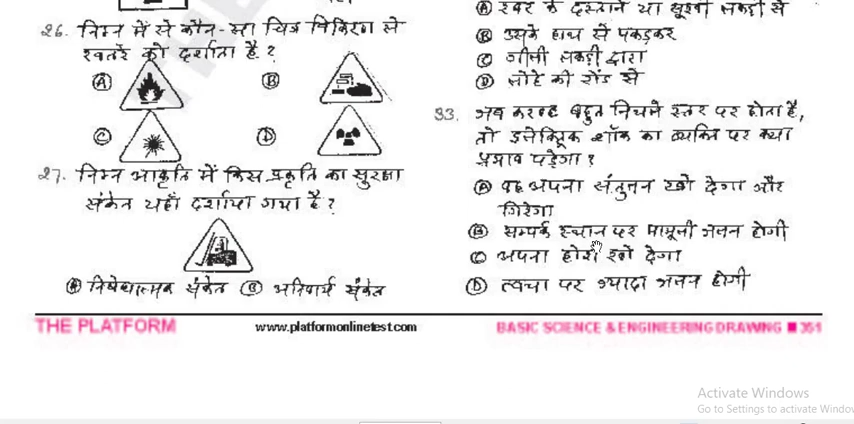 26. निम्न में से कौन-सा चित्र विकिरण से
खतरे को दर्शाता है ?
Ⓐ Ⓑ
Ⓒ Ⓓ
27. निम्न आकृति में किस प्रकृति का सुरक्षा
संकेत यहाँ दर्शाया गया है ?
Ⓐ निषेधात्मक संकेत Ⓑ अनिवार्य संकेत
Ⓐ रबर के दस्ताने या सूखी लकड़ी से
Ⓑ उसके हाथ से पकड़कर
Ⓒ गीली लकड़ी द्वारा
Ⓓ लोहे की रॉड से
33. जब करण्ट बहुत निचले स्तर पर होता है,
तो इलेक्ट्रिक शॉक का व्यक्ति पर क्या
प्रभाव पड़ेगा ?
Ⓐ वह अपना संतुलन खो देगा और
गिरेगा
Ⓑ सम्पर्क स्थान पर मामूली जलन होगी
Ⓒ अपना होश खो देगा
Ⓓ त्वचा पर ज्यादा जलन होगी
THE PLATFORM www.platformonlinetest.com BASIC SCIENCE & ENGINEERING DRAWING ■ 351
Activate Windows
Go to Settings to activate Windov